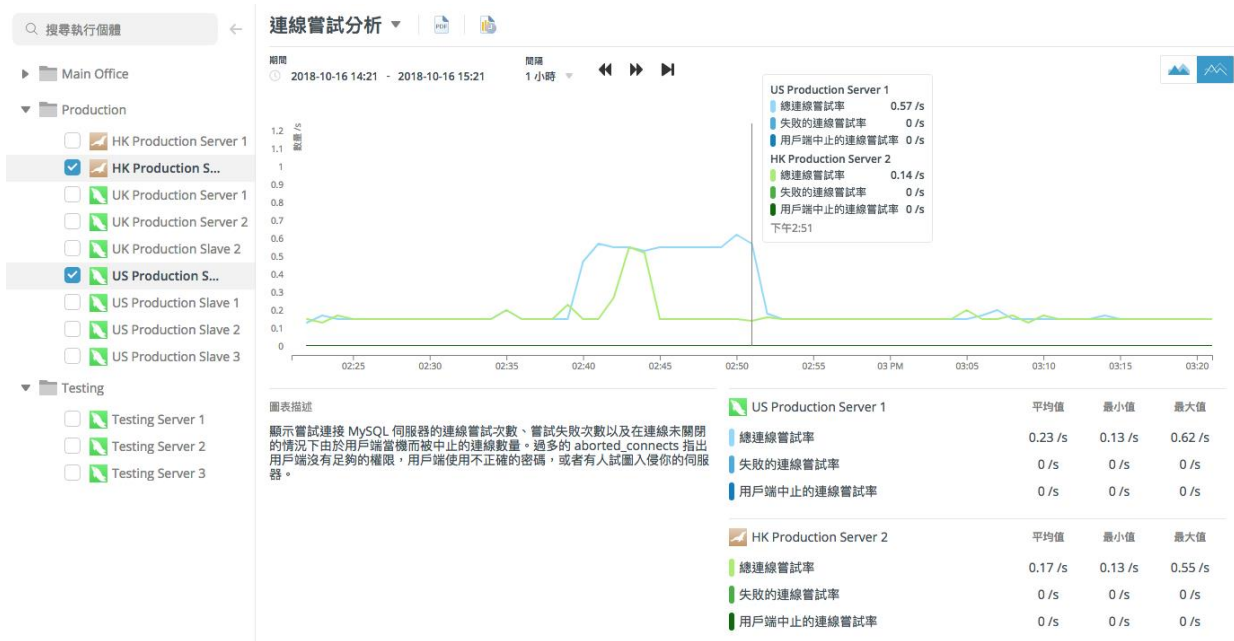 搜尋執行個體
Main Office
Production
HK Production Server 1
HK Production S...
UK Production Server 1
UK Production Server 2
UK Production Slave 2
US Production S...
US Production Slave 1
US Production Slave 2
US Production Slave 3
Testing
Testing Server 1
Testing Server 2
Testing Server 3
連線嘗試分析
PDF
期間
2018-10-16 14:21 - 2018-10-16 15:21
間隔
1 小時
US Production Server 1
總連線嘗試率 0.57 /s
失敗的連線嘗試率 0 /s
用戶端中止的連線嘗試率 0 /s
HK Production Server 2
總連線嘗試率 0.14 /s
失敗的連線嘗試率 0 /s
用戶端中止的連線嘗試率 0 /s
下午2:51
數量 /s
1.2
1.1
1
0.9
0.8
0.7
0.6
0.5
0.4
0.3
0.2
0.1
0
02:25 02:30 02:35 02:40 02:45 02:50 02:55 03 PM 03:05 03:10 03:15 03:20
圖表描述
顯示嘗試連接 MySQL 伺服器的連線嘗試次數、嘗試失敗次數以及在連線未關閉
的情況下由於用戶端當機而被中止的連線數量。過多的 aborted_connects 指出
用戶端沒有足夠的權限，用戶端使用不正確的密碼，或者有人試圖入侵你的伺服
器。
US Production Server 1 平均值 最小值 最大值
總連線嘗試率 0.23 /s 0.13 /s 0.62 /s
失敗的連線嘗試率 0 /s 0 /s 0 /s
用戶端中止的連線嘗試率 0 /s 0 /s 0 /s
HK Production Server 2 平均值 最小值 最大值
總連線嘗試率 0.17 /s 0.13 /s 0.55 /s
失敗的連線嘗試率 0 /s 0 /s 0 /s
用戶端中止的連線嘗試率 0 /s 0 /s 0 /s